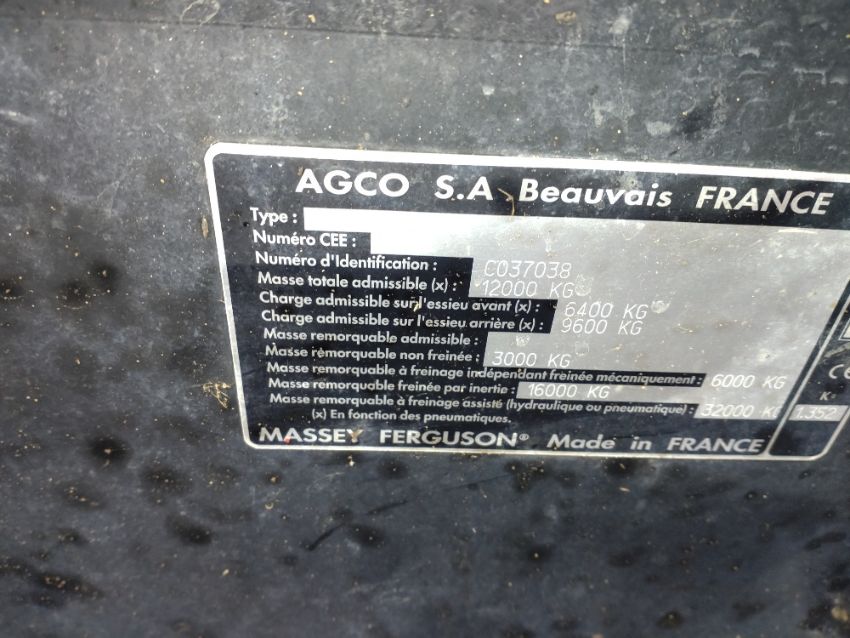 AGCO S.A Beauvais FRANCE
Type :
Numéro CEE :
Numéro d'Identification : C037038
Masse totale admissible (x) : 12000 KG
Charge admissible sur l'essieu avant (x) : 6400 KG
Charge admissible sur l'essieu arrière (x) : 9600 KG
Masse remorquable admissible :
Masse remorquable non freinée : 3000 KG
Masse remorquable à freinage indépendant freinée mécaniquement : 6000 KG
Masse remorquable freinée par inertie : 16000 KG
Masse remorquable à freinage assisté (hydraulique ou pneumatique) : 32000 KG
(x) En fonction des pneumatiques.
MASSEY FERGUSON® Made in FRANCE
C€
K
1.352